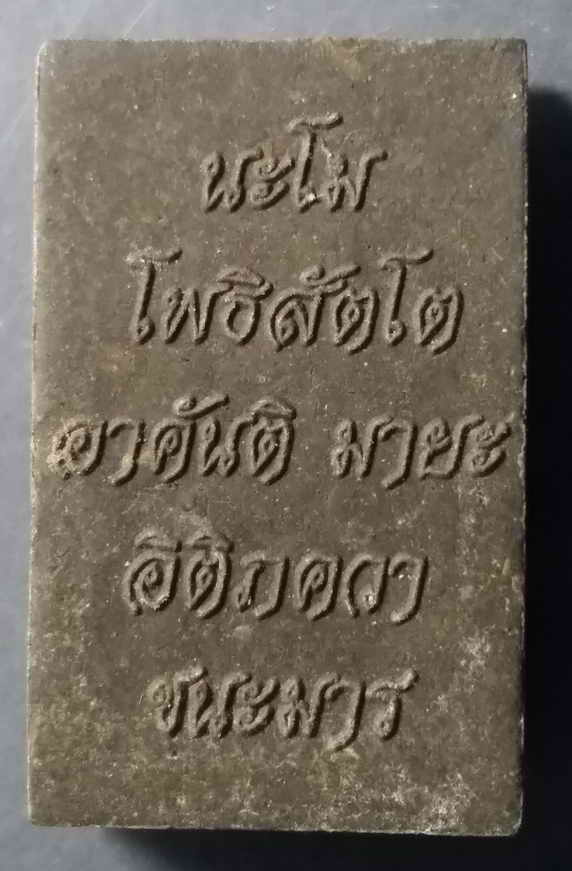 นะโม
โพธิสัตโต
อาคันติ มายะ
อิติภควา
ชนะมาร